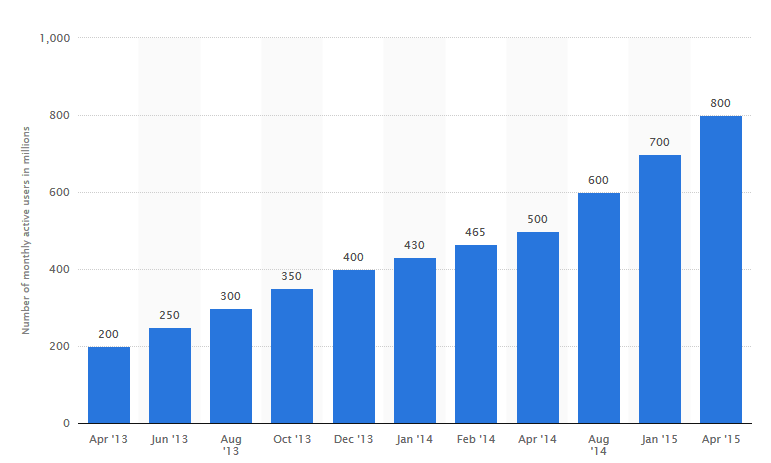 Number of monthly active users in millions
1,000
800
600
400
200
0
200
250
300
350
400
430
465
500
600
700
800
Apr '13
Jun '13
Aug
'13
Oct '13
Dec '13
Jan '14
Feb '14
Apr '14
Aug
'14
Jan '15
Apr '15